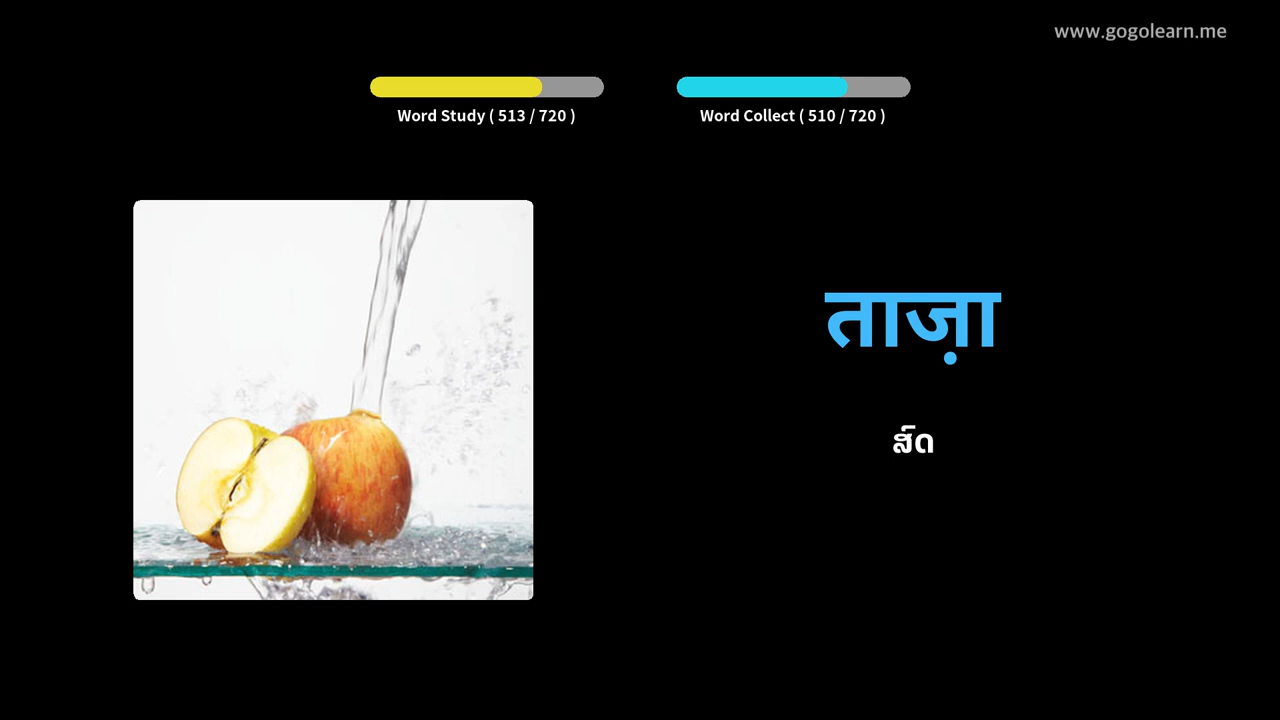 www.gogolearn.me
Word Study ( 513 / 720 )
Word Collect ( 510 / 720 )
ताज़ा
ສົດ